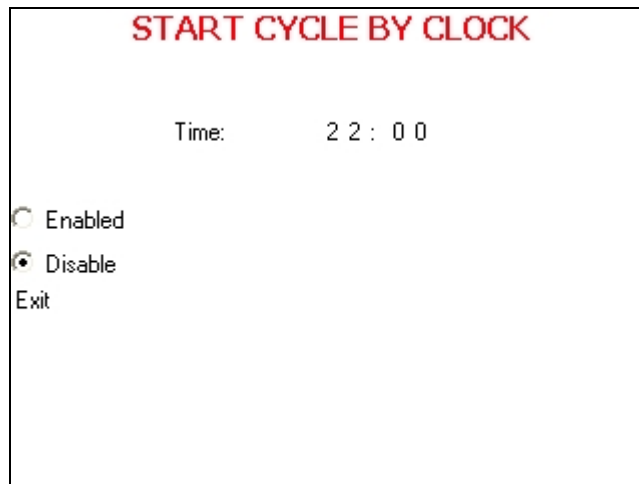 START CYCLE BY CLOCK
Time: 22:00
Enabled
Disable
Exit